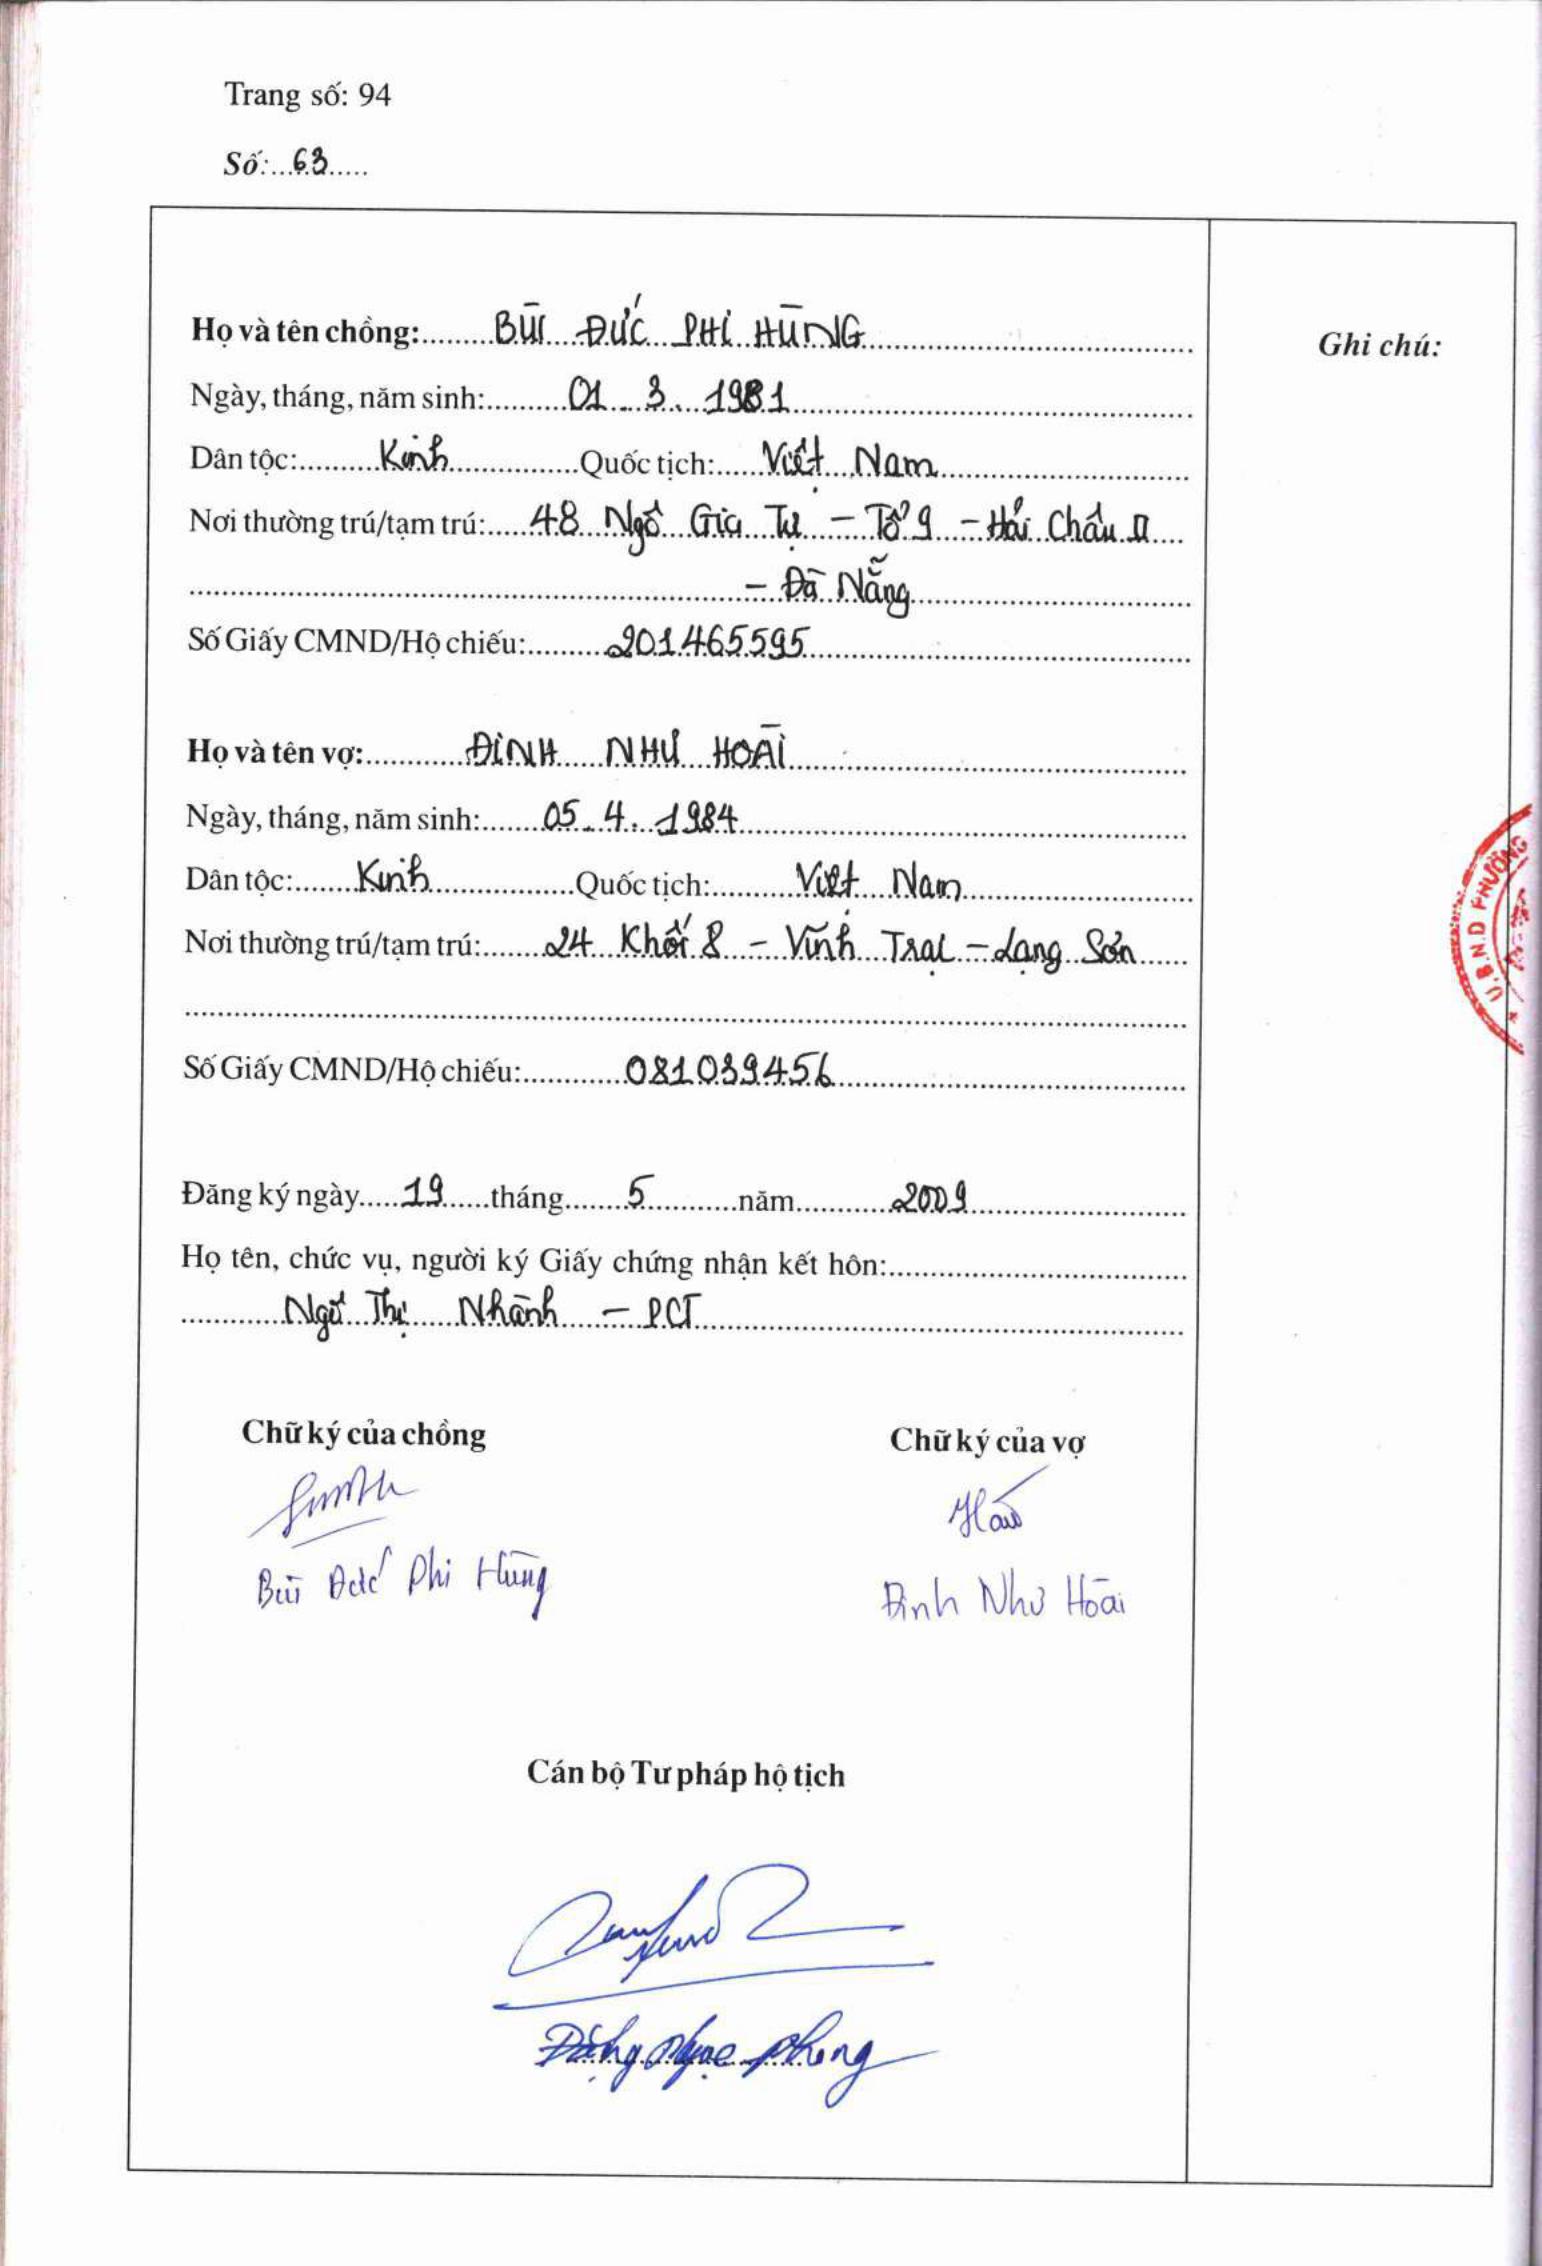 Trang số: 94
Số: 63
Họ và tên chồng: BÙI ĐỨC PHI HÙNG
Ghi chú:
Ngày, tháng, năm sinh: 01. 3. 1981
Dân tộc: Kinh Quốc tịch: Việt Nam
Nơi thường trú/tạm trú: 48 Ngô Gia Tự - Tổ 9 - Hải Châu II
- Đà Nẵng
Số Giấy CMND/Hộ chiếu: 201465595
Họ và tên vợ: ĐINH NHƯ HOÀI
Ngày, tháng, năm sinh: 05. 4. 1984
Dân tộc: Kinh Quốc tịch: Việt Nam
Nơi thường trú/tạm trú: 24 Khối 8 - Vĩnh Trại - Lạng Sơn
U.B.N.D PHƯỜNG
Số Giấy CMND/Hộ chiếu: 081039456
Đăng ký ngày 19 tháng 5 năm 2009
Họ tên, chức vụ, người ký Giấy chứng nhận kết hôn:
Ngô Thị Nhành - PCT
Chữ ký của chồng Chữ ký của vợ
Bùi Đức Phi Hùng Đinh Như Hoài
Cán bộ Tư pháp hộ tịch
Đặng Ngọc Phong